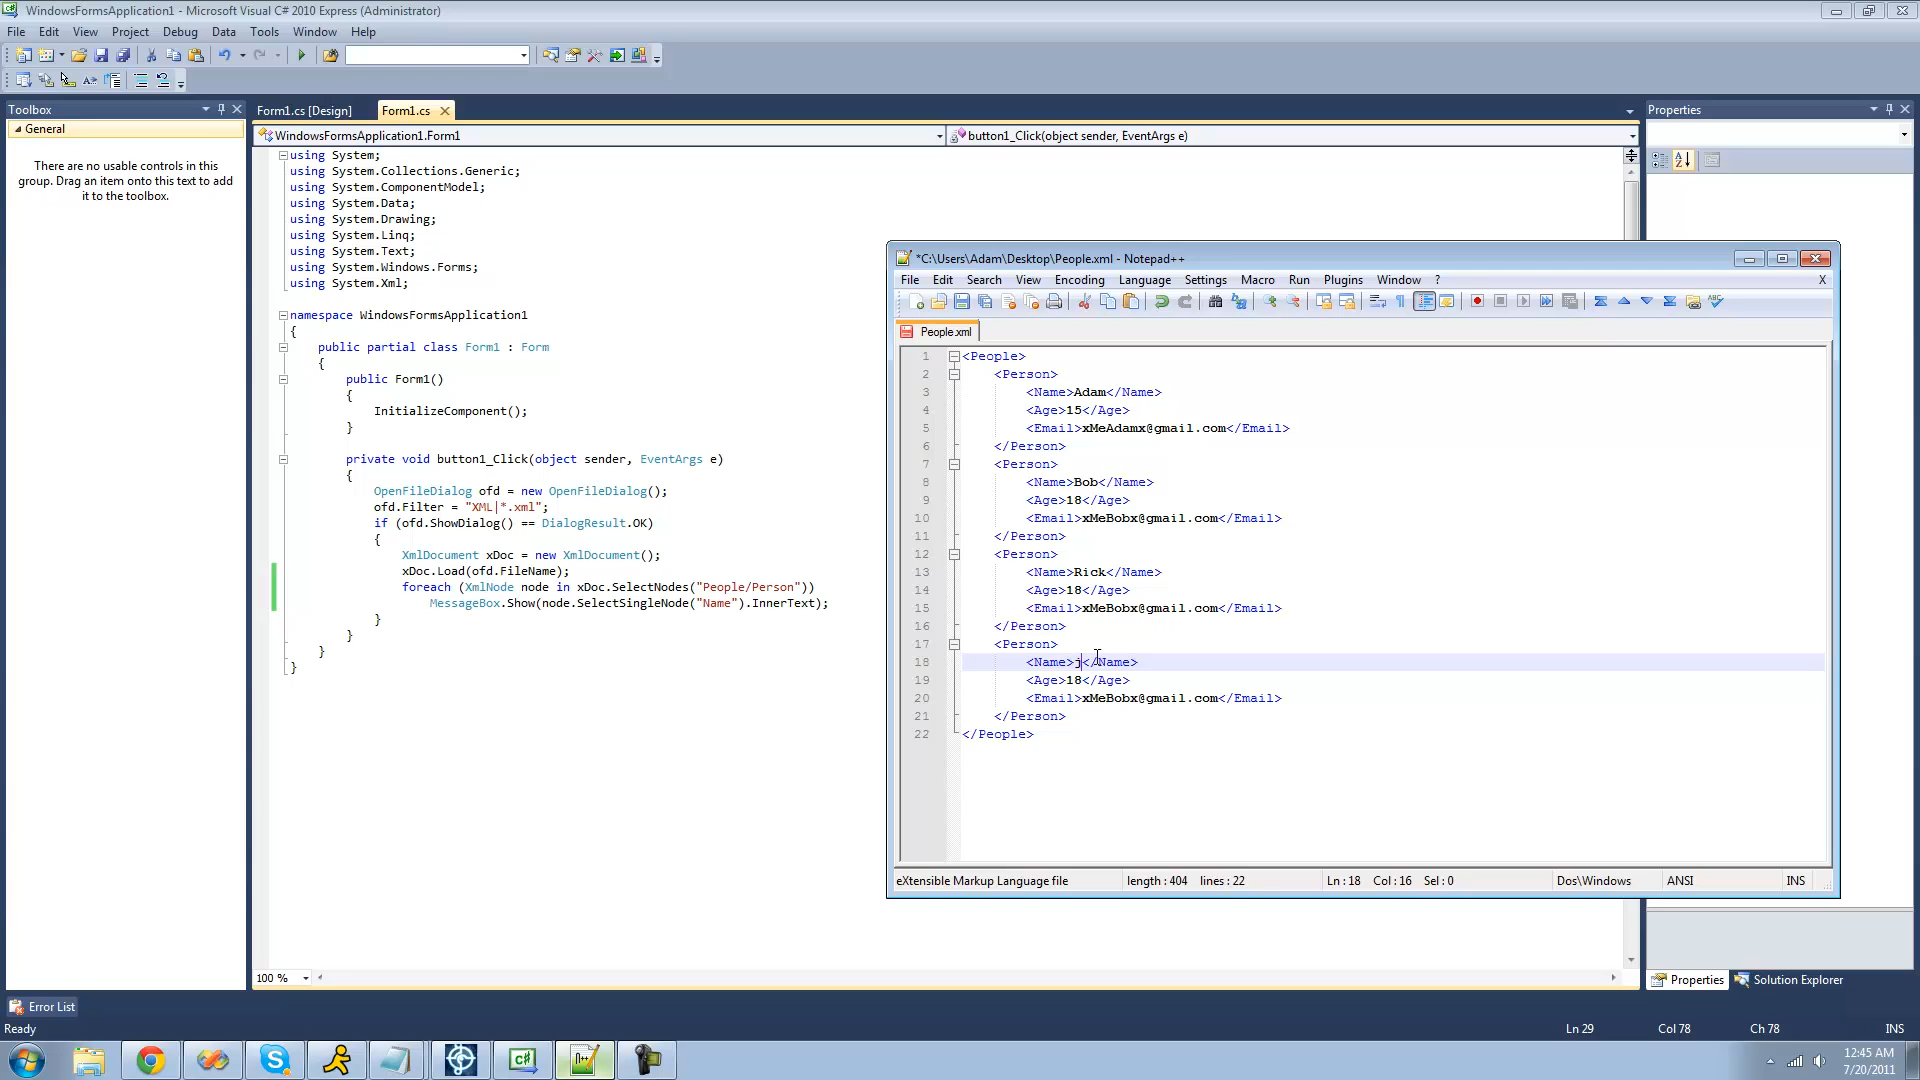 WindowsFormsApplication1 - Microsoft Visual C# 2010 Express (Administrator)
File Edit View Project Debug Data Tools Window Help
Toolbox
General
There are no usable controls in this
group. Drag an item onto this text to add
it to the toolbox.
Form1.cs [Design]
Form1.cs
WindowsFormsApplication1.Form1
button1_Click(object sender, EventArgs e)
using System;
using System.Collections.Generic;
using System.ComponentModel;
using System.Data;
using System.Drawing;
using System.Linq;
using System.Text;
using System.Windows.Forms;
using System.Xml;
namespace WindowsFormsApplication1
{
public partial class Form1 : Form
{
public Form1()
{
InitializeComponent();
}
private void button1_Click(object sender, EventArgs e)
{
OpenFileDialog ofd = new OpenFileDialog();
ofd.Filter = "XML|*.xml";
if (ofd.ShowDialog() == DialogResult.OK)
{
XmlDocument xDoc = new XmlDocument();
xDoc.Load(ofd.FileName);
foreach (XmlNode node in xDoc.SelectNodes("People/Person"))
MessageBox.Show(node.SelectSingleNode("Name").InnerText);
}
}
}
}
100 %
*C:\Users\Adam\Desktop\People.xml - Notepad++
File Edit Search View Encoding Language Settings Macro Run Plugins Window ? X
People.xml
1 <People>
2 <Person>
3 <Name>Adam</Name>
4 <Age>15</Age>
5 <Email>xMeAdamx@gmail.com</Email>
6 </Person>
7 <Person>
8 <Name>Bob</Name>
9 <Age>18</Age>
10 <Email>xMeBobx@gmail.com</Email>
11 </Person>
12 <Person>
13 <Name>Rick</Name>
14 <Age>18</Age>
15 <Email>xMeBobx@gmail.com</Email>
16 </Person>
17 <Person>
18 <Name>j</Name>
19 <Age>18</Age>
20 <Email>xMeBobx@gmail.com</Email>
21 </Person>
22 </People>
eXtensible Markup Language file length : 404 lines : 22 Ln : 18 Col : 16 Sel : 0 Dos\Windows ANSI INS
Properties
Properties
Solution Explorer
Error List
Ready Ln 29 Col 78 Ch 78 INS
12:45 AM
7/20/2011